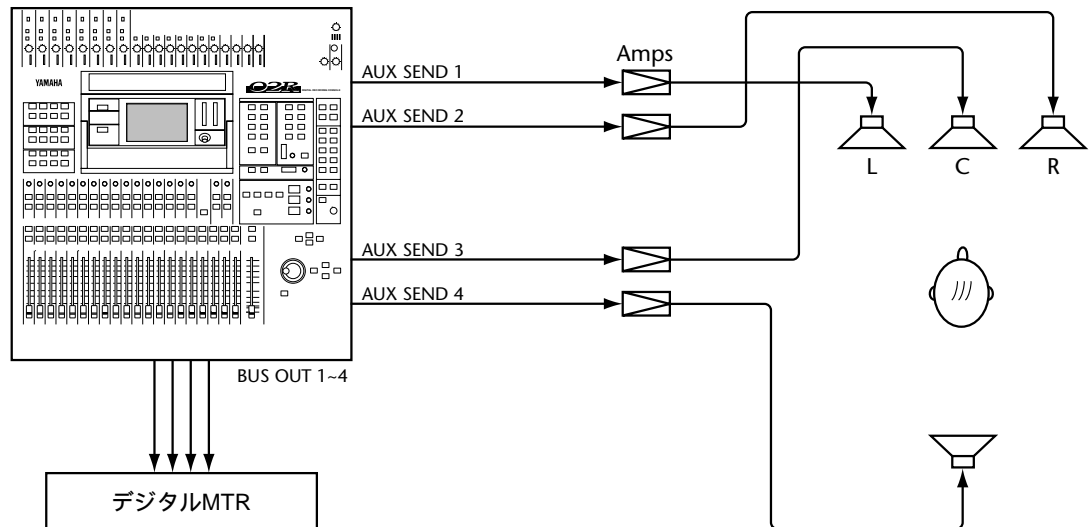 YAMAHA
02R
AUX SEND 1
AUX SEND 2
AUX SEND 3
AUX SEND 4
Amps
L
C
R
BUS OUT 1~4
デジタルMTR